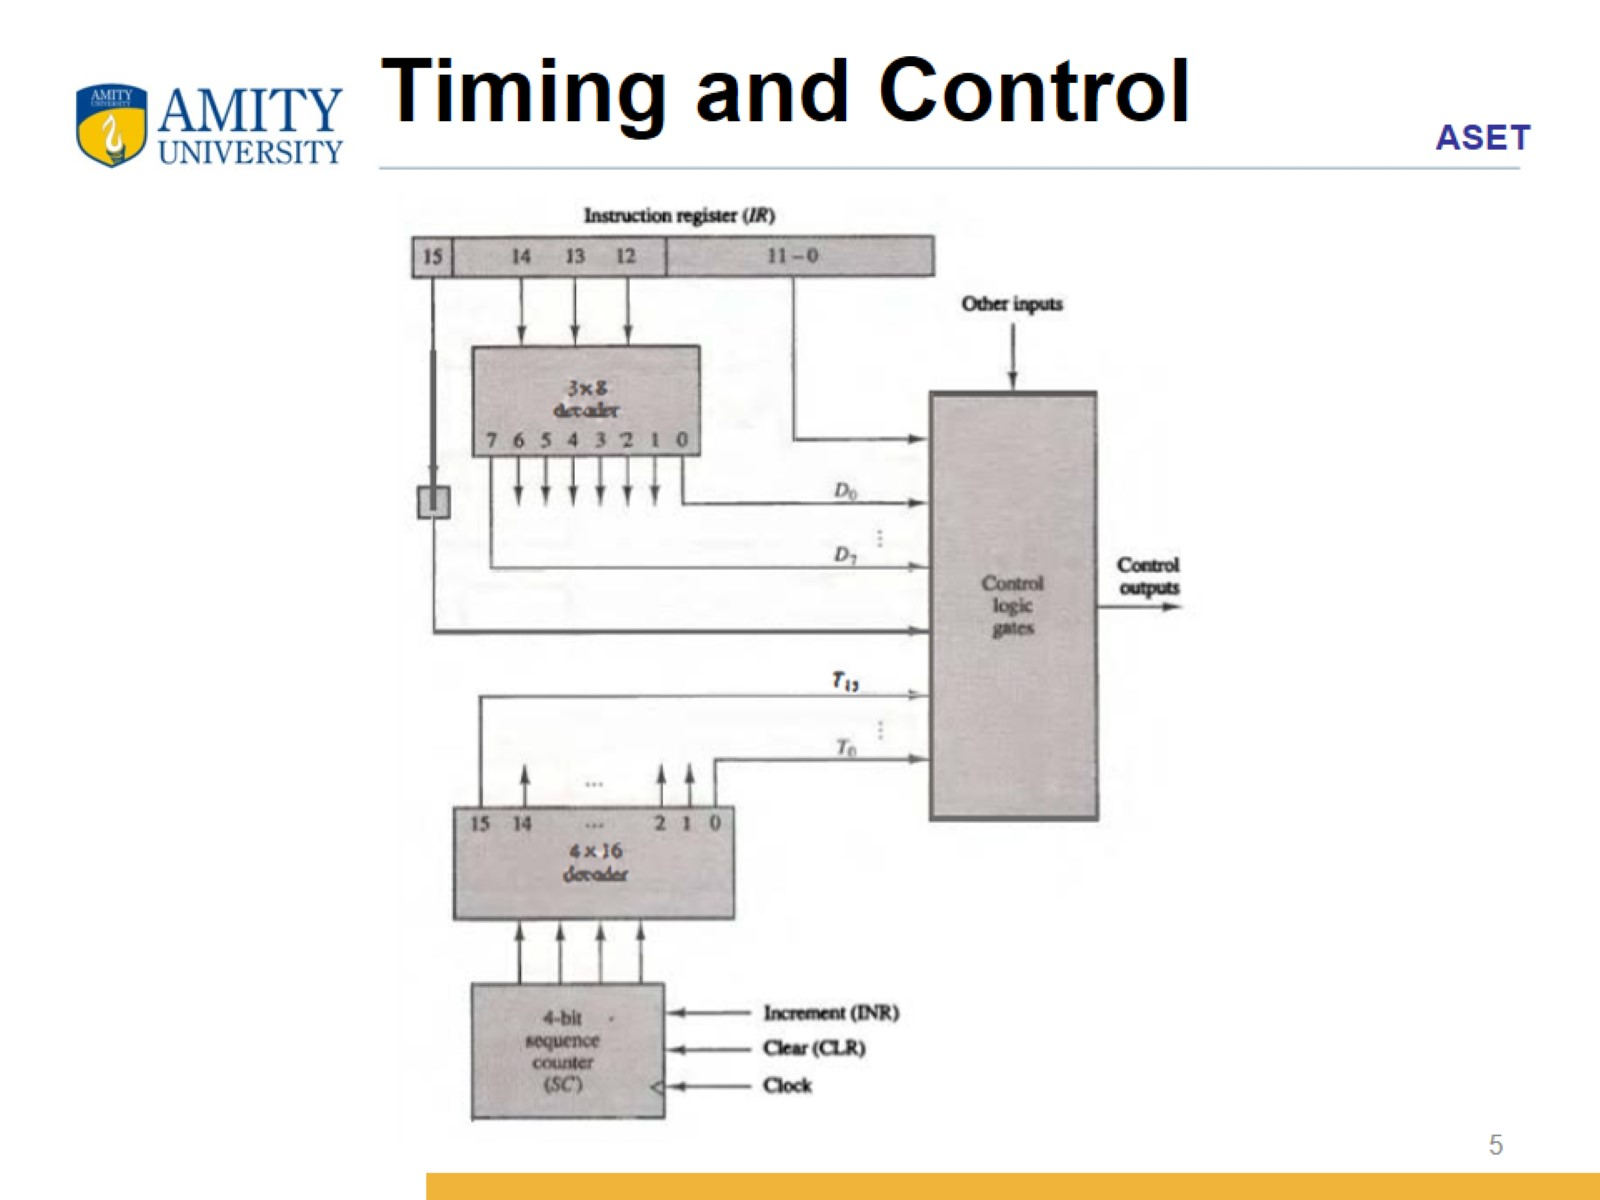 AMITY
UNIVERSITY
AMITY
UNIVERSITY
Timing and Control
ASET
Instruction register (IR)
15 14 13 12 11 – 0
Other inputs
3 x 8
decoder
7 6 5 4 3 2 1 0
D0
⋮
D7
Control
logic
gates
Control
outputs
T15
⋮
T0
...
15 14 ... 2 1 0
4 x 16
decoder
4-bit
sequence
counter
(SC)
Increment (INR)
Clear (CLR)
Clock
5